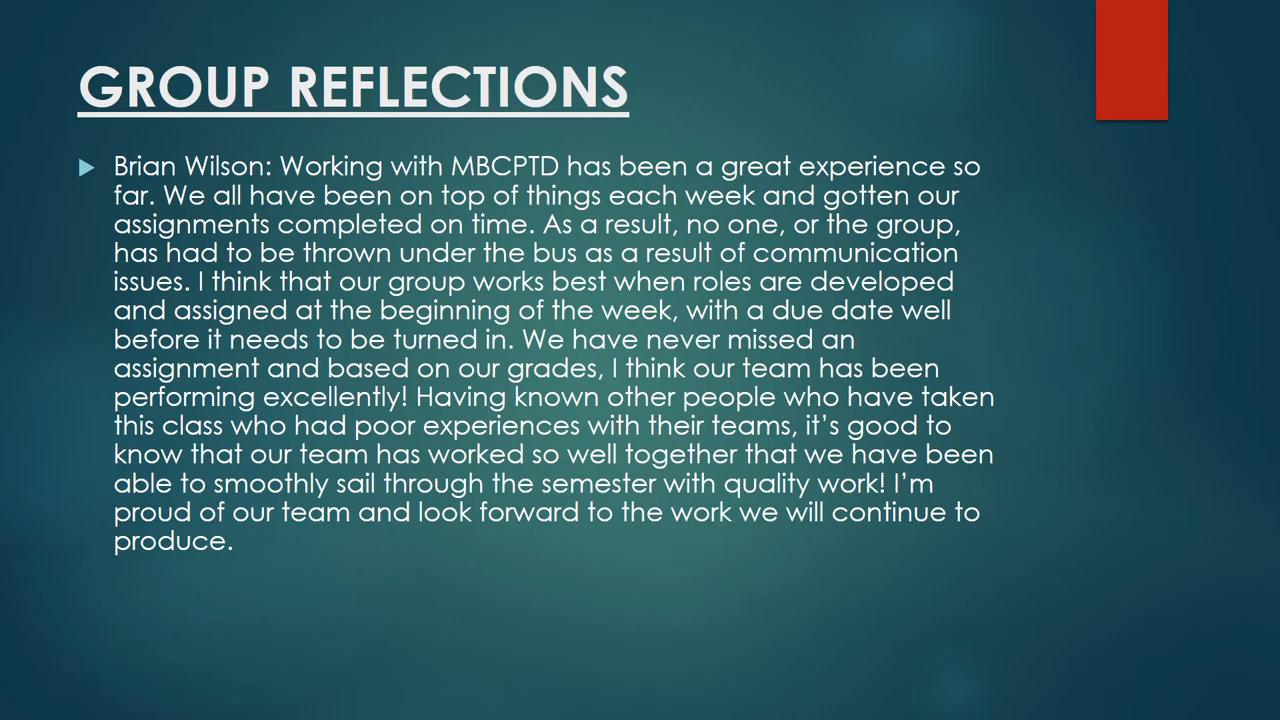 GROUP REFLECTIONS
Brian Wilson: Working with MBCPTD has been a great experience so
far. We all have been on top of things each week and gotten our
assignments completed on time. As a result, no one, or the group,
has had to be thrown under the bus as a result of communication
issues. I think that our group works best when roles are developed
and assigned at the beginning of the week, with a due date well
before it needs to be turned in. We have never missed an
assignment and based on our grades, I think our team has been
performing excellently! Having known other people who have taken
this class who had poor experiences with their teams, it’s good to
know that our team has worked so well together that we have been
able to smoothly sail through the semester with quality work! I’m
proud of our team and look forward to the work we will continue to
produce.